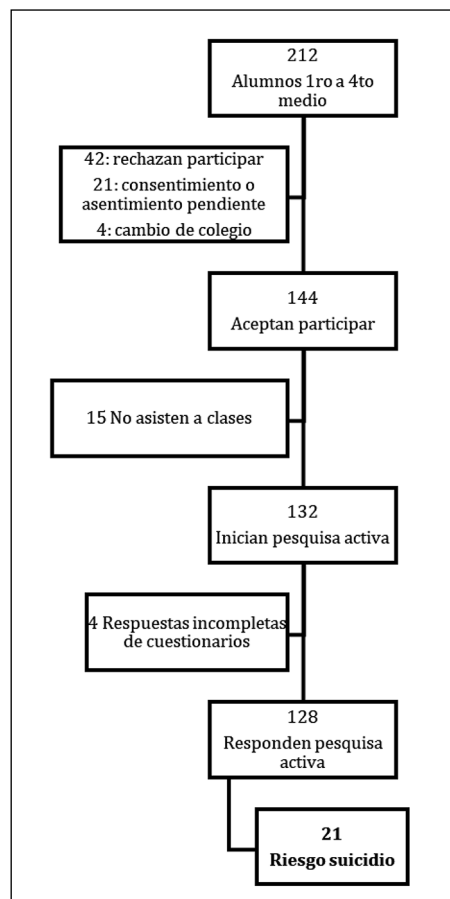 212
Alumnos 1ro a 4to
medio
42: rechazan participar
21: consentimiento o
asentimiento pendiente
4: cambio de colegio
144
Aceptan participar
15 No asisten a clases
132
Inician pesquisa activa
4 Respuestas incompletas
de cuestionarios
128
Responden pesquisa
activa
21
Riesgo suicidio